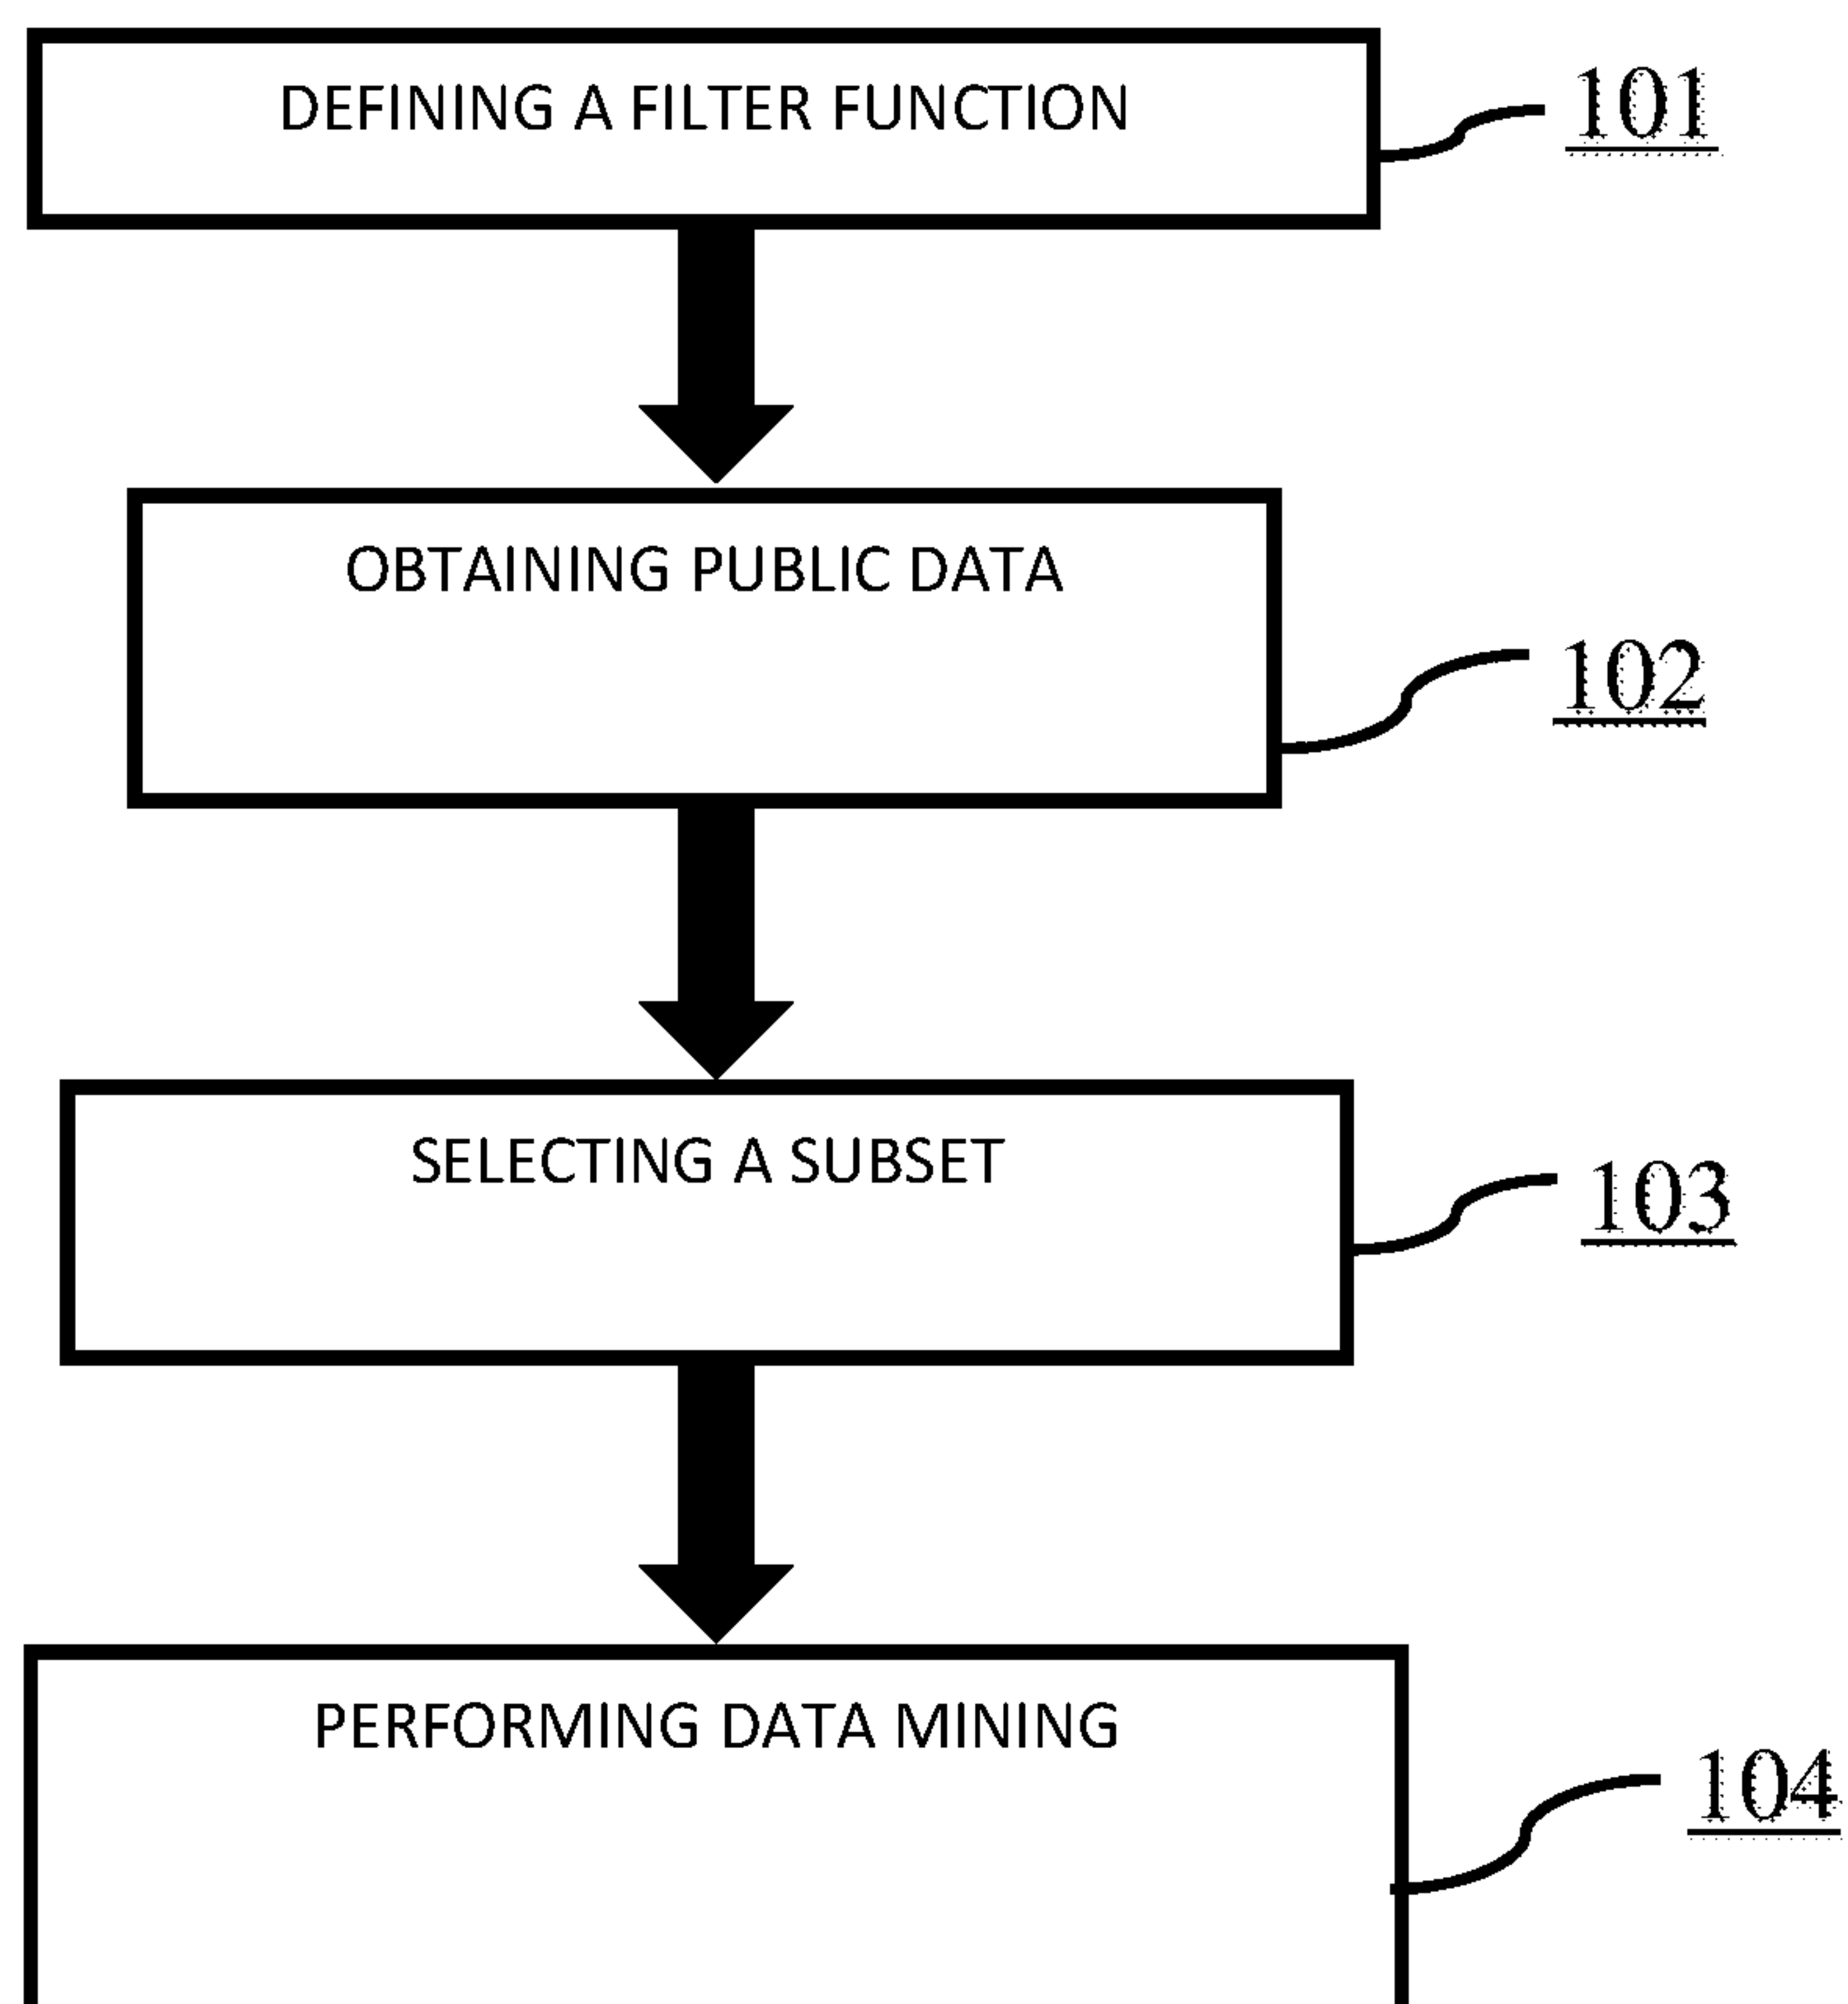 DEFINING A FILTER FUNCTION
101
OBTAINING PUBLIC DATA
102
SELECTING A SUBSET
103
PERFORMING DATA MINING
104